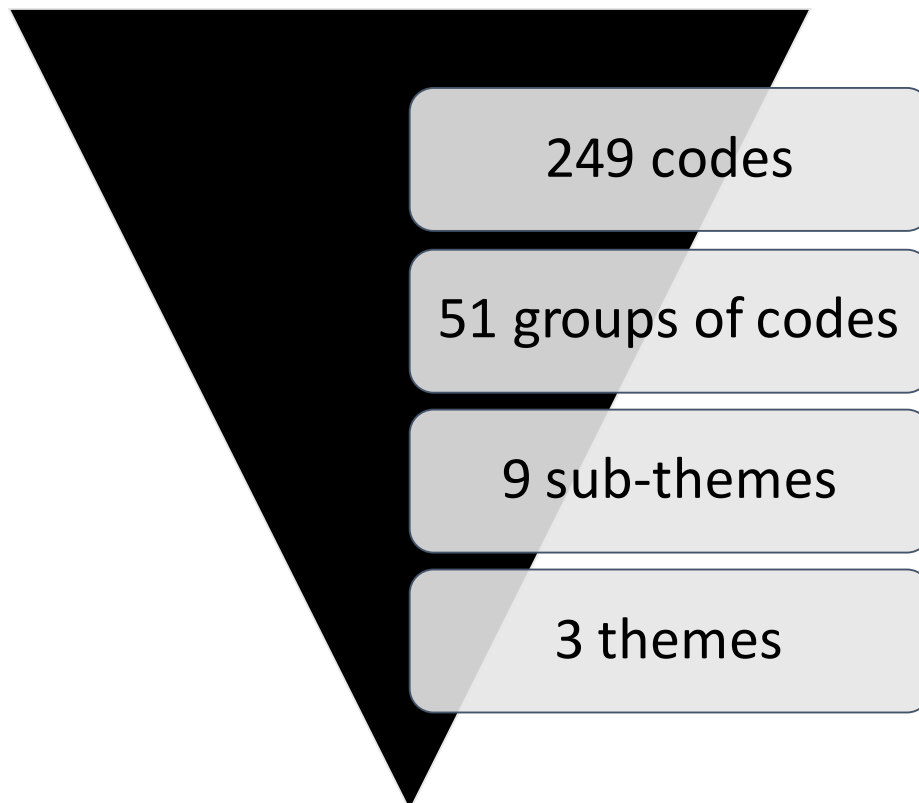 249 codes
51 groups of codes
9 sub-themes
3 themes